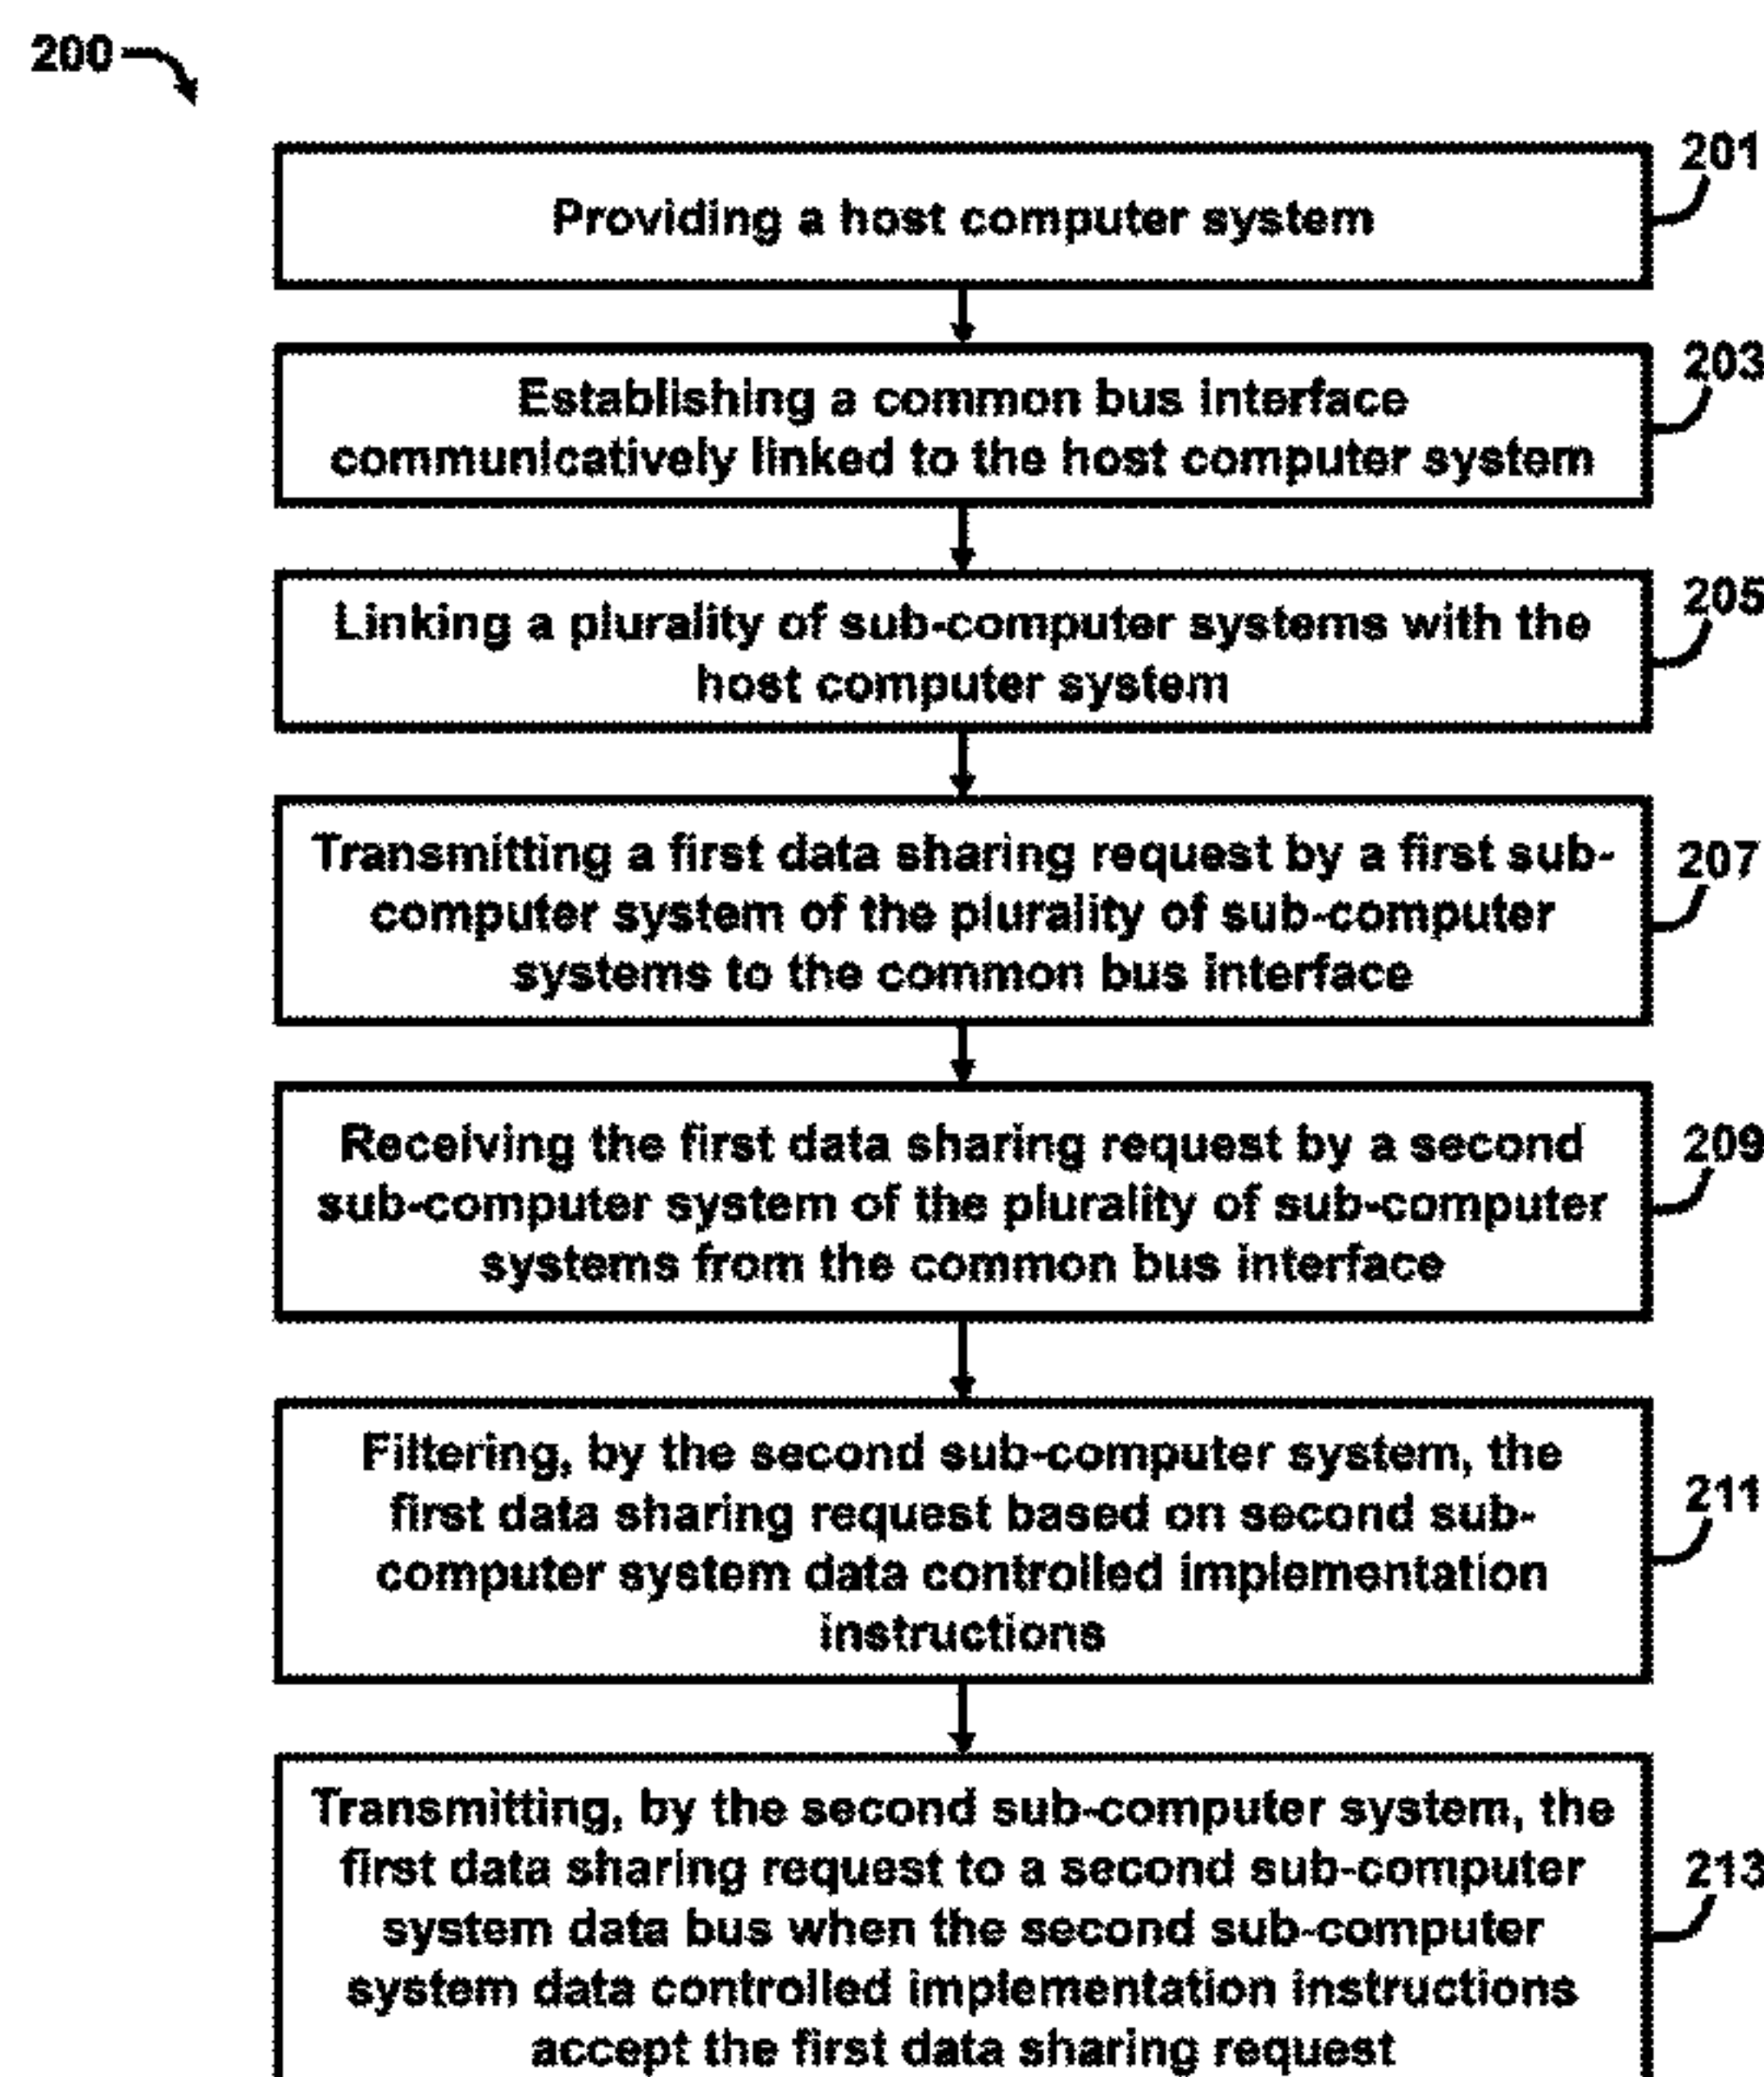 200
201
Providing a host computer system
203
Establishing a common bus interface
communicatively linked to the host computer system
205
Linking a plurality of sub-computer systems with the
host computer system
207
Transmitting a first data sharing request by a first sub-
computer system of the plurality of sub-computer
systems to the common bus interface
209
Receiving the first data sharing request by a second
sub-computer system of the plurality of sub-computer
systems from the common bus interface
211
Filtering, by the second sub-computer system, the
first data sharing request based on second sub-
computer system data controlled implementation
instructions
213
Transmitting, by the second sub-computer system, the
first data sharing request to a second sub-computer
system data bus when the second sub-computer
system data controlled implementation instructions
accept the first data sharing request